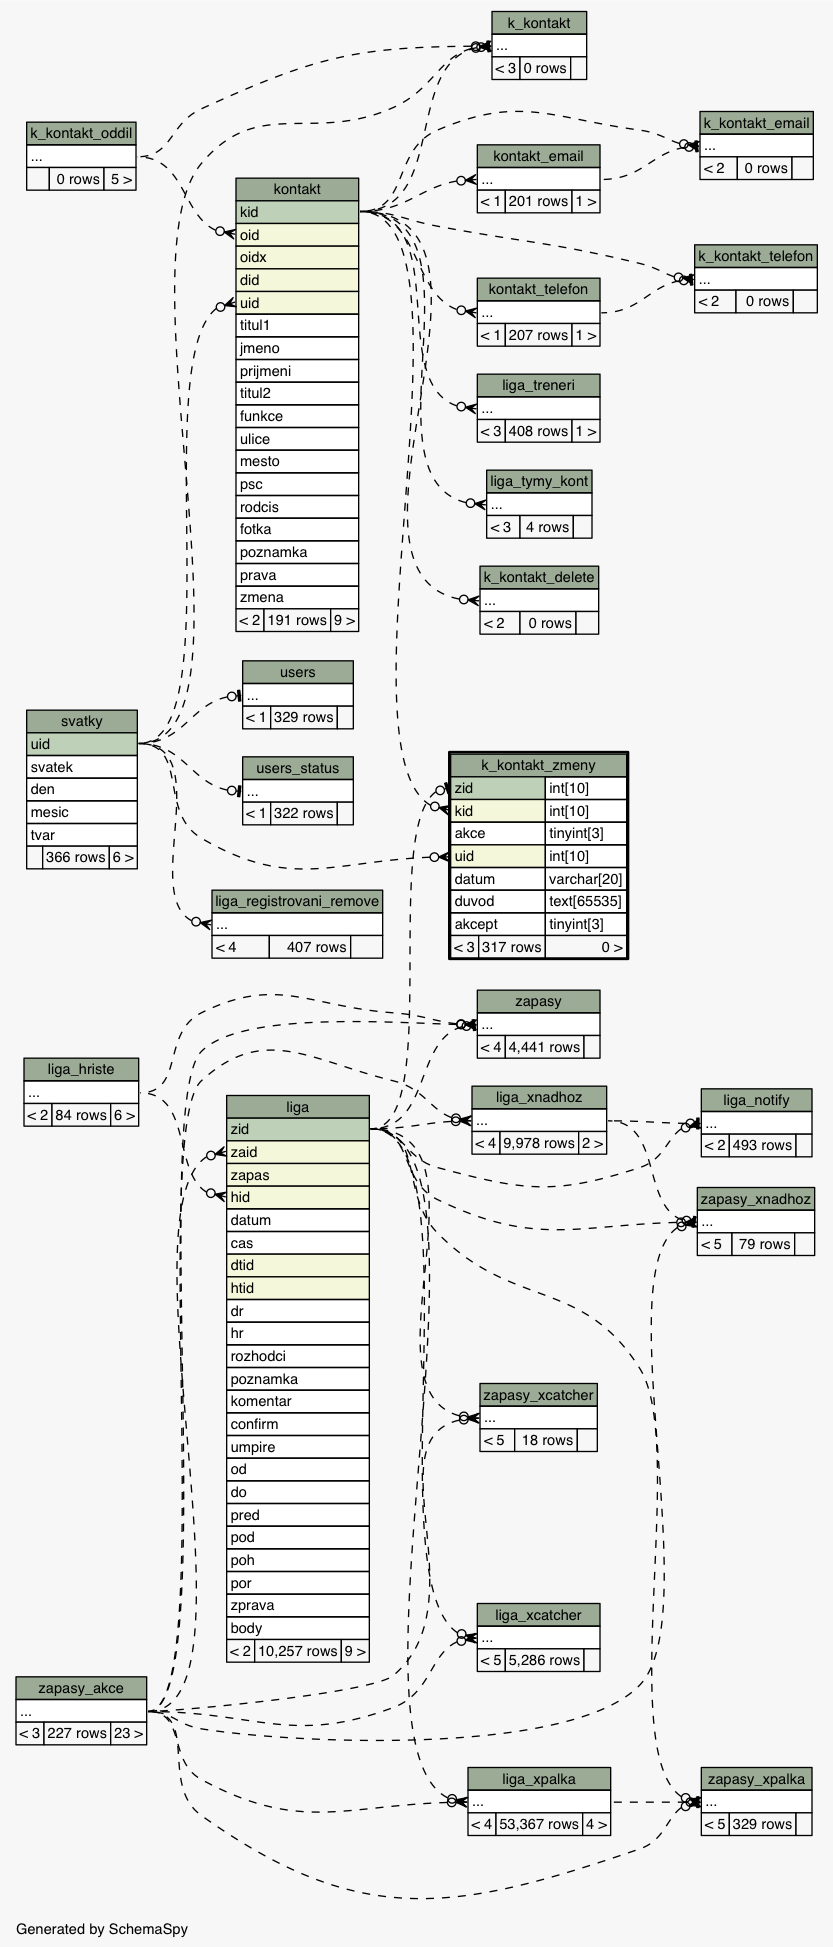 k_kontakt
...
< 3 0 rows
k_kontakt_oddil
...
0 rows 5 >
k_kontakt_email
...
< 2 0 rows
kontakt_email
...
< 1 201 rows 1 >
kontakt
kid
oid
oidx
did
uid
titul1
jmeno
prijmeni
titul2
funkce
ulice
mesto
psc
rodcis
fotka
poznamka
prava
zmena
< 2 191 rows 9 >
k_kontakt_telefon
...
< 2 0 rows
kontakt_telefon
...
< 1 207 rows 1 >
liga_treneri
...
< 3 408 rows 1 >
liga_tymy_kont
...
< 3 4 rows
k_kontakt_delete
...
< 2 0 rows
users
...
< 1 329 rows
svatky
uid
svatek
den
mesic
tvar
366 rows 6 >
users_status
...
< 1 322 rows
k_kontakt_zmeny
zid int[10]
kid int[10]
akce tinyint[3]
uid int[10]
datum varchar[20]
duvod text[65535]
akcept tinyint[3]
< 3 317 rows 0 >
liga_registrovani_remove
...
< 4 407 rows
zapasy
...
< 4 4,441 rows
liga_hriste
...
< 2 84 rows 6 >
liga_xnadhoz
...
< 4 9,978 rows 2 >
liga_notify
...
< 2 493 rows
liga
zid
zaid
zapas
hid
datum
cas
dtid
htid
dr
hr
rozhodci
poznamka
komentar
confirm
umpire
od
do
pred
pod
poh
por
zprava
body
< 2 10,257 rows 9 >
zapasy_xnadhoz
...
< 5 79 rows
zapasy_xcatcher
...
< 5 18 rows
liga_xcatcher
...
< 5 5,286 rows
zapasy_akce
...
< 3 227 rows 23 >
liga_xpalka
...
< 4 53,367 rows 4 >
zapasy_xpalka
...
< 5 329 rows
Generated by SchemaSpy